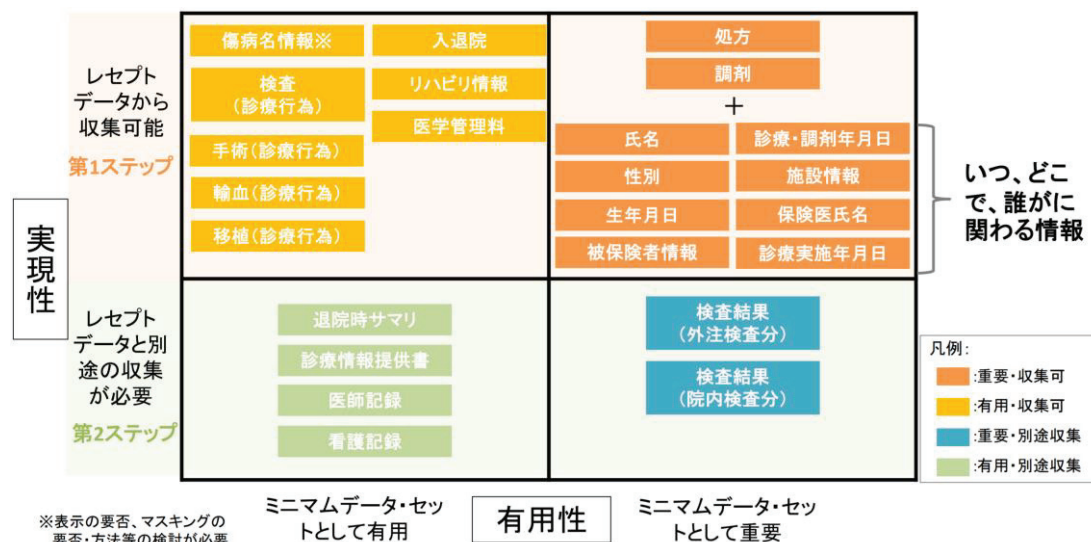 レセプト
データから
収集可能
第1ステップ
傷病名情報※
検査
(診療行為)
手術(診療行為)
輸血(診療行為)
移植(診療行為)
入退院
リハビリ情報
医学管理料
処方
調剤
+
氏名
性別
生年月日
被保険者情報
診療・調剤年月日
施設情報
保険医氏名
診療実施年月日
いつ、どこ
で、誰がに
関わる情報
実現性
レセプト
データと別
途の収集
が必要
第2ステップ
退院時サマリ
診療情報提供書
医師記録
看護記録
検査結果
(外注検査分)
検査結果
(院内検査分)
凡例:
:重要・収集可
:有用・収集可
:重要・別途収集
:有用・別途収集
ミニマムデータ・セッ
トとして有用
有用性
ミニマムデータ・セッ
トとして重要
※表示の要否、マスキングの
要否・方法等の検討が必要